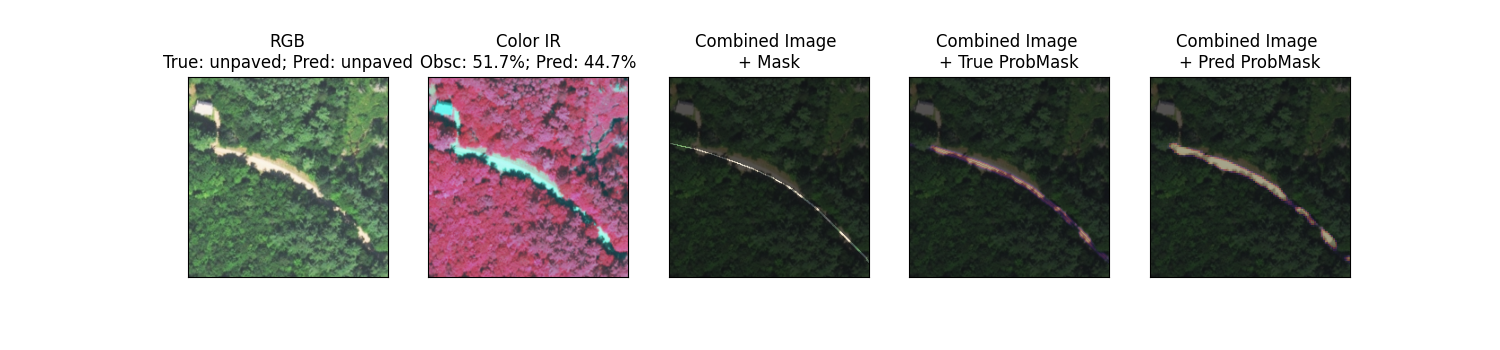 RGB
True: unpaved; Pred: unpaved
Color IR
Obsc: 51.7%; Pred: 44.7%
Combined Image
+ Mask
Combined Image
+ True ProbMask
Combined Image
+ Pred ProbMask